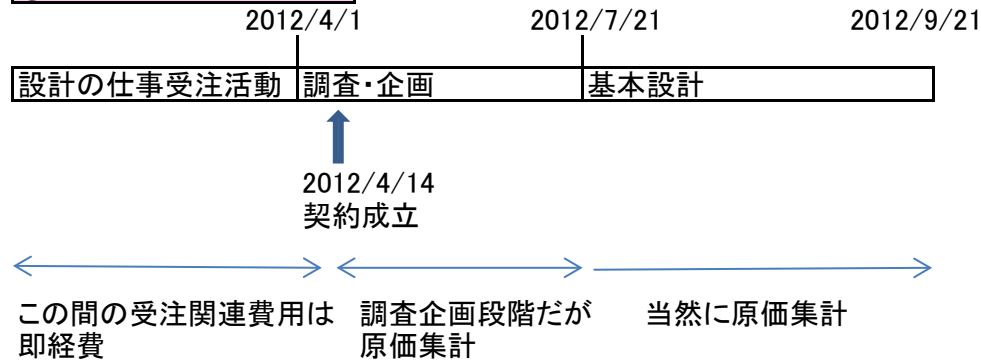 2012/4/1 2012/7/21 2012/9/21
設計の仕事受注活動 調査・企画 基本設計
2012/4/14
契約成立
この間の受注関連費用は 調査企画段階だが 当然に原価集計
即経費 原価集計